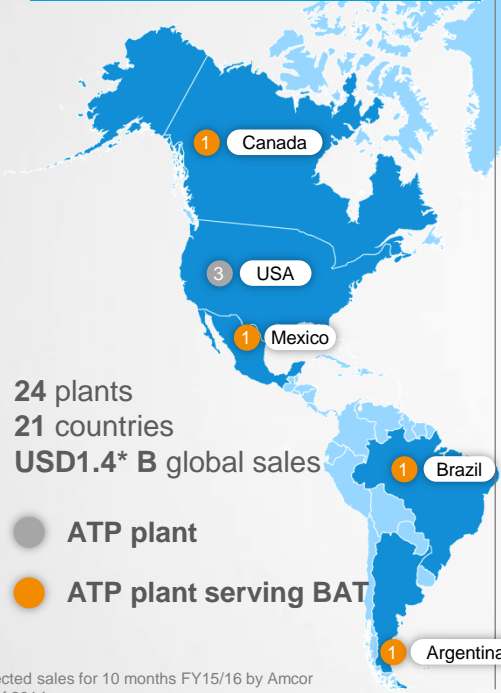 1 Canada
3 USA
1 Mexico
24 plants
21 countries
USD1.4* B global sales
1 Brazil
ATP plant
ATP plant serving BAT
1 Argentina
ected sales for 10 months FY15/16 by Amcor